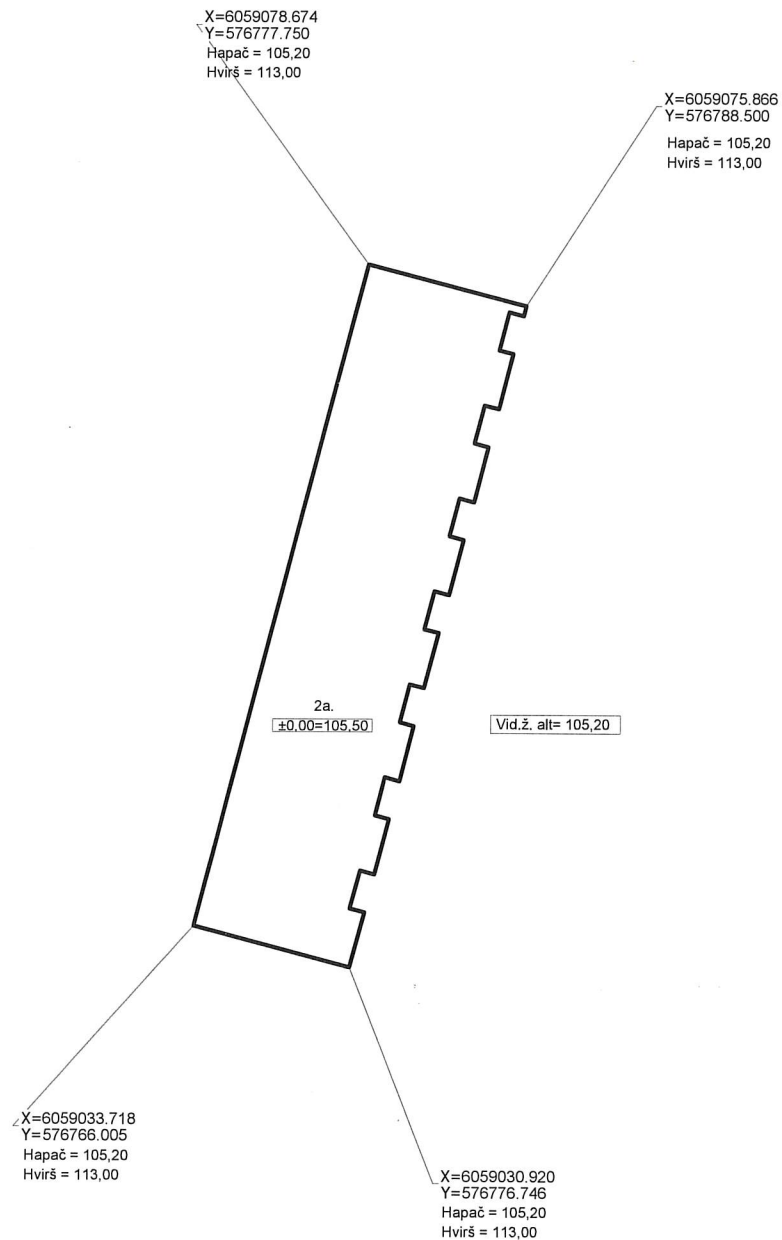 X=6059078.674
Y=576777.750
Hapač = 105,20
Hvirš = 113,00
X=6059075.866
Y=576788.500
Hapač = 105,20
Hvirš = 113,00
2a.
±0,00=105,50
Vid.ž. alt= 105,20
X=6059033.718
Y=576766.005
Hapač = 105,20
Hvirš = 113,00
X=6059030.920
Y=576776.746
Hapač = 105,20
Hvirš = 113,00